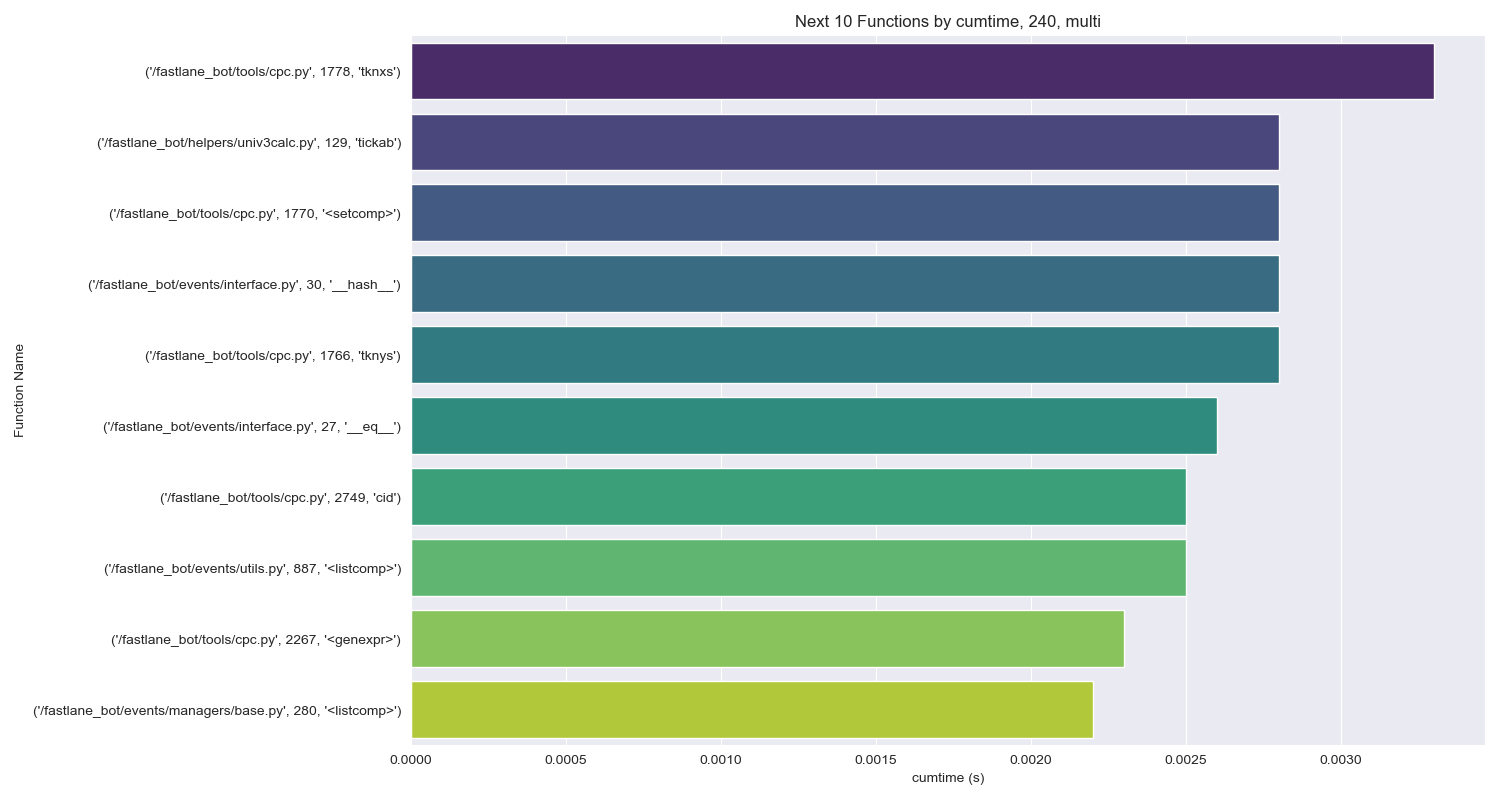 Next 10 Functions by cumtime, 240, multi
('/fastlane_bot/tools/cpc.py', 1778, 'tknxs')
('/fastlane_bot/helpers/univ3calc.py', 129, 'tickab')
('/fastlane_bot/tools/cpc.py', 1770, '<setcomp>')
('/fastlane_bot/events/interface.py', 30, '__hash__')
('/fastlane_bot/tools/cpc.py', 1766, 'tknys')
('/fastlane_bot/events/interface.py', 27, '__eq__')
('/fastlane_bot/tools/cpc.py', 2749, 'cid')
('/fastlane_bot/events/utils.py', 887, '<listcomp>')
('/fastlane_bot/tools/cpc.py', 2267, '<genexpr>')
('/fastlane_bot/events/managers/base.py', 280, '<listcomp>')
Function Name
0.0000 0.0005 0.0010 0.0015 0.0020 0.0025 0.0030
cumtime (s)